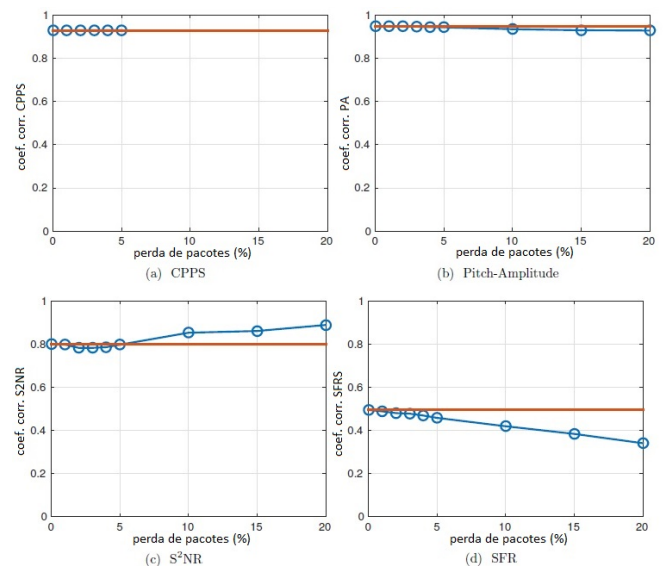 1
0.8
0.6
0.4
0.2
0
coef. corr. CPPS
0 5 10 15 20
perda de pacotes (%)
(a) CPPS
1
0.8
0.6
0.4
0.2
0
coef. corr. PA
0 5 10 15 20
perda de pacotes (%)
(b) Pitch-Amplitude
1
0.8
0.6
0.4
0.2
0
coef. corr. S2NR
0 5 10 15 20
perda de pacotes (%)
(c) S²NR
1
0.8
0.6
0.4
0.2
0
coef. corr. SFRS
0 5 10 15 20
perda de pacotes (%)
(d) SFR